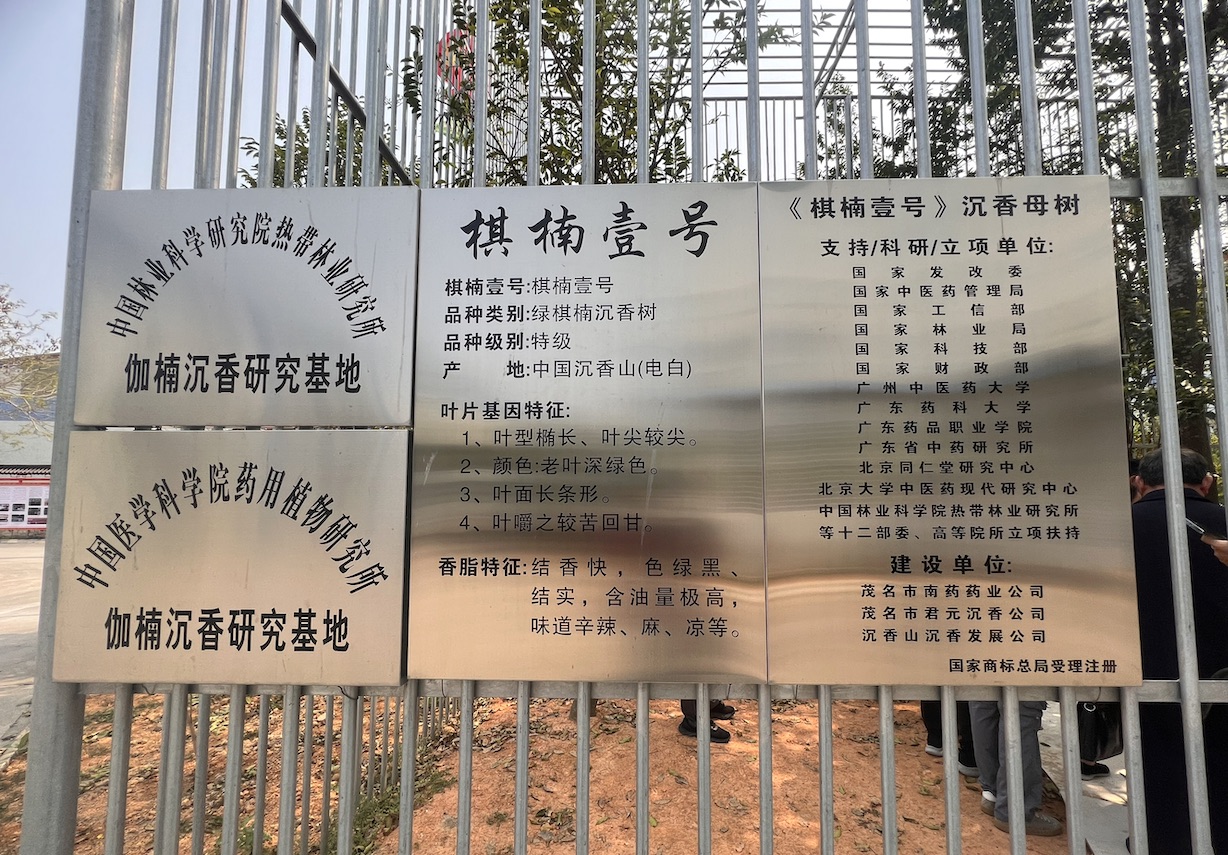 中国林业科学研究院热带林业研究所
伽楠沉香研究基地
中国医学科学院药用植物研究所
伽楠沉香研究基地
棋楠壹号
棋楠壹号:棋楠壹号
品种类别:绿棋楠沉香树
品种级别:特级
产 地:中国沉香山(电白)
叶片基因特征:
1、叶型椭长、叶尖较尖。
2、颜色:老叶深绿色。
3、叶面长条形。
4、叶嚼之较苦回甘。
香脂特征:结香快，色绿黑、
结实，含油量极高，
味道辛辣、麻、凉等。
《棋楠壹号》沉香母树
支持/科研/立项单位:
国家发改委
国家中医药管理局
国家工信部
国家林业局
国家科技部
国家财政部
广州中医药大学
广东药科大学
广东药品职业学院
广东省中药研究所
北京同仁堂研究中心
北京大学中医药现代研究中心
中国林业科学院热带林业研究所
等十二部委、高等院所立项扶持
建设单位:
茂名市南药药业公司
茂名市君元沉香公司
沉香山沉香发展公司
国家商标总局受理注册